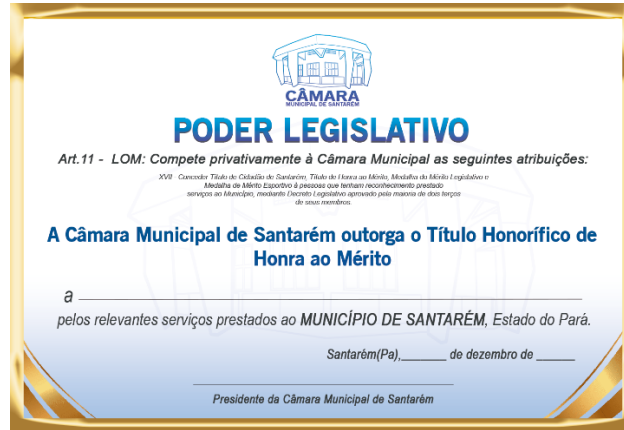 CÂMARA
MUNICIPAL DE SANTARÉM
PODER LEGISLATIVO
Art.11 - LOM: Compete privativamente à Câmara Municipal as seguintes atribuições:
XVII Conceder Título de Cidadão de Santarém, Título de Honra ao Mérito, Medalha do Mérito Legislativo e
Medalha de Mérito Esportivo à pessoas que tenham reconhecimento prestado
serviços ao Município, mediante Decreto Legislativo aprovado pela maioria de dois terços
de seus membros.
A Câmara Municipal de Santarém outorga o Título Honorífico de
Honra ao Mérito
a
pelos relevantes serviços prestados ao MUNICÍPIO DE SANTARÉM, Estado do Pará.
Santarém(Pa),_______ de dezembro de ______
Presidente da Câmara Municipal de Santarém